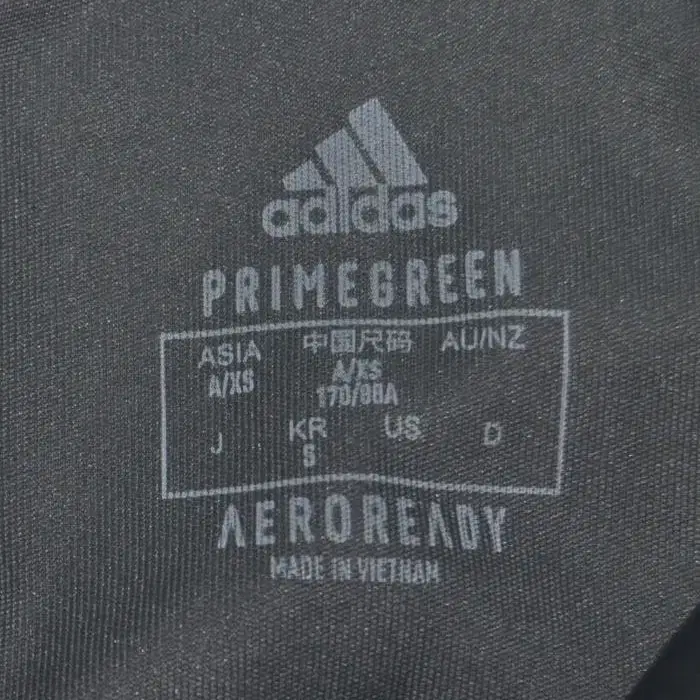 adidas
PRIMEGREEN
ASIA 中国尺码 AU/NZ
A/XS A/XS
170/80A
J KR US D
S
AEROREADY
MADE IN VIETNAM